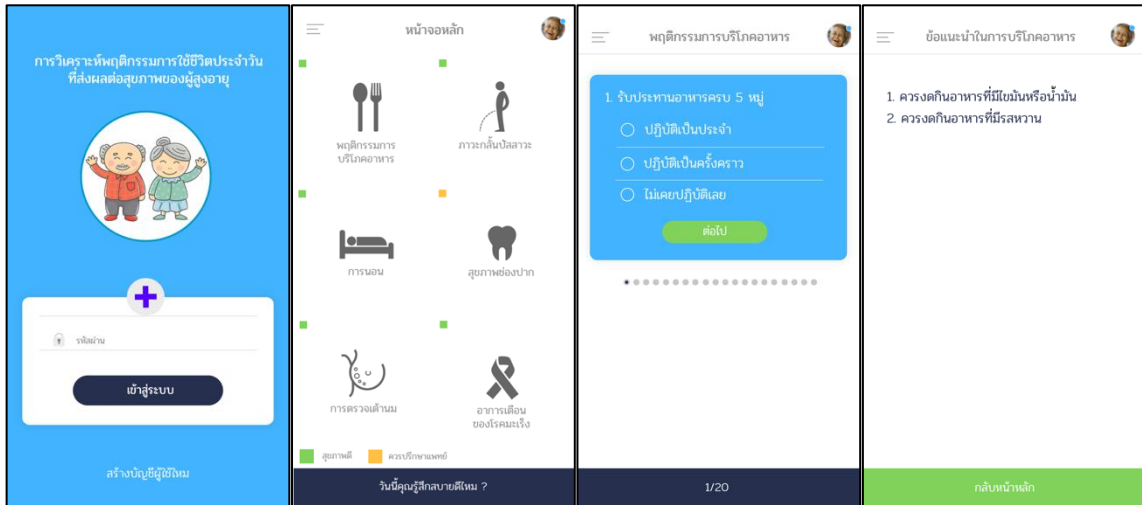 การวิเคราะห์พฤติกรรมการใช้ชีวิตประจำวัน
ที่ส่งผลต่อสุขภาพของผู้สูงอายุ
รหัสผ่าน
เข้าสู่ระบบ
สร้างบัญชีผู้ใช้ใหม่
หน้าจอหลัก
พฤติกรรมการ
บริโภคอาหาร
ภาวะกลั้นปัสสาวะ
การนอน
สุขภาพช่องปาก
การตรวจเต้านม
อาการเตือน
ของโรคมะเร็ง
สุขภาพดี
ควรปรึกษาแพทย์
วันนี้คุณรู้สึกสบายดีไหม ?
พฤติกรรมการบริโภคอาหาร
1. รับประทานอาหารครบ 5 หมู่
ปฏิบัติเป็นประจำ
ปฏิบัติเป็นครั้งคราว
ไม่เคยปฏิบัติเลย
ต่อไป
1/20
ข้อแนะนำในการบริโภคอาหาร
1. ควรงดกินอาหารที่มีไขมันหรือน้ำมัน
2. ควรงดกินอาหารที่มีรสหวาน
กลับหน้าหลัก